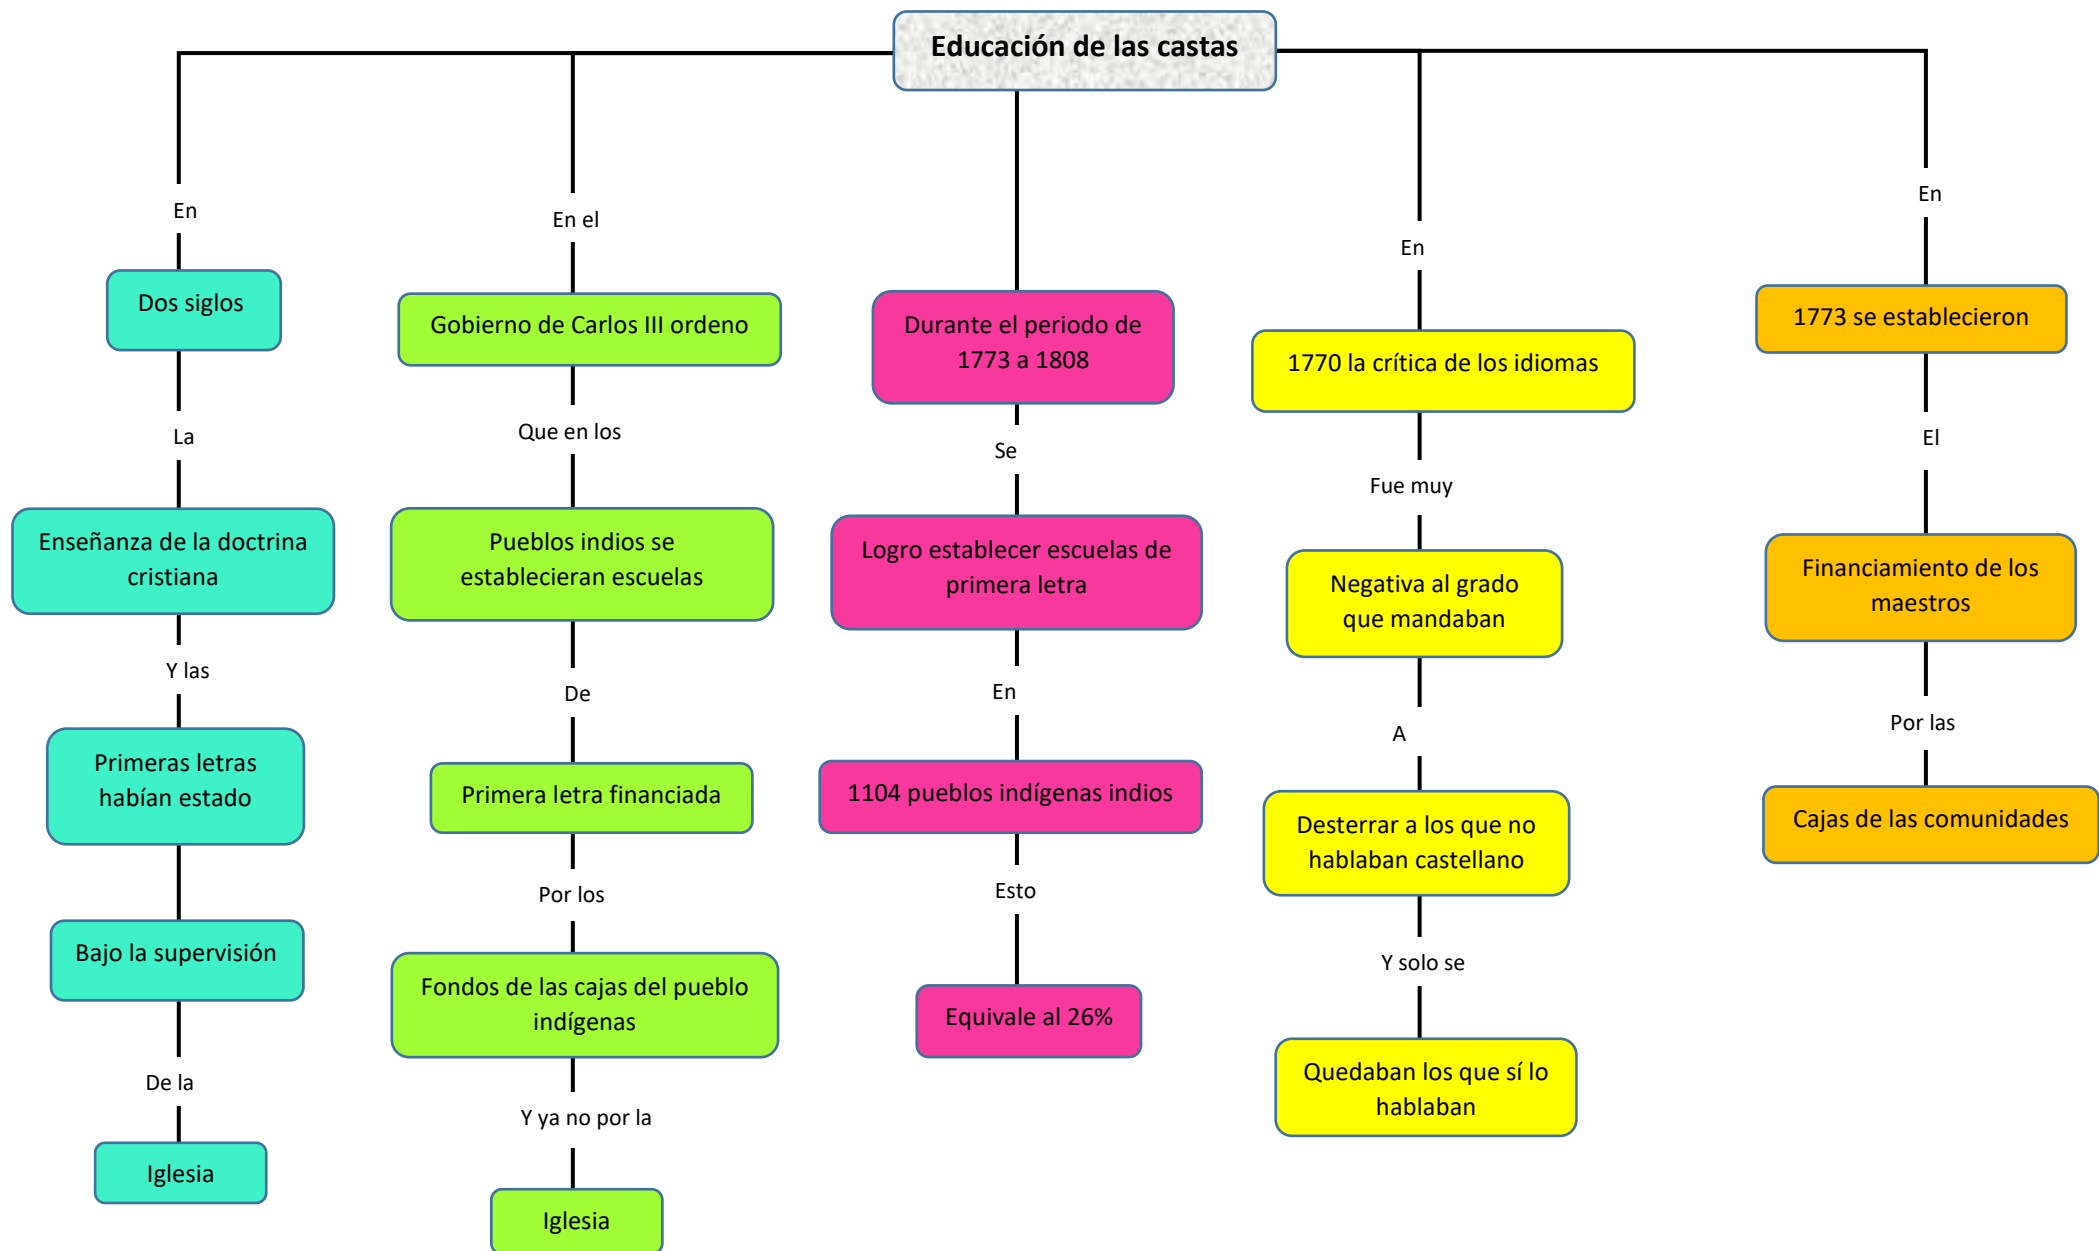 Educación de las castas
En
Dos siglos
La
Enseñanza de la doctrina
cristiana
Y las
Primeras letras
habían estado
Bajo la supervisión
De la
Iglesia
En el
Gobierno de Carlos III ordeno
Que en los
Pueblos indios se
establecieran escuelas
De
Primera letra financiada
Por los
Fondos de las cajas del pueblo
indígenas
Y ya no por la
Iglesia
Durante el periodo de
1773 a 1808
Se
Logro establecer escuelas de
primera letra
En
1104 pueblos indígenas indios
Esto
Equivale al 26%
En
1770 la crítica de los idiomas
Fue muy
Negativa al grado
que mandaban
A
Desterrar a los que no
hablaban castellano
Y solo se
Quedaban los que sí lo
hablaban
En
1773 se establecieron
El
Financiamiento de los
maestros
Por las
Cajas de las comunidades